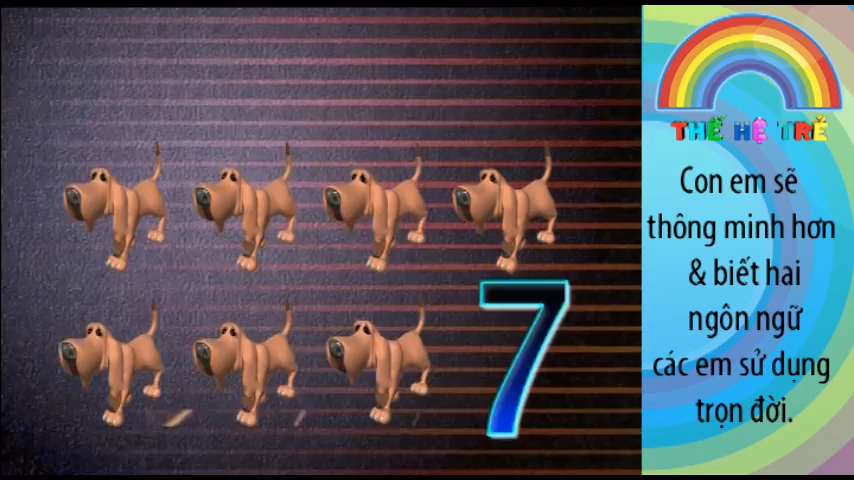 7
THẾ HỆ TRẺ
Con em sẽ
thông minh hơn
& biết hai
ngôn ngữ
các em sử dụng
trọn đời.